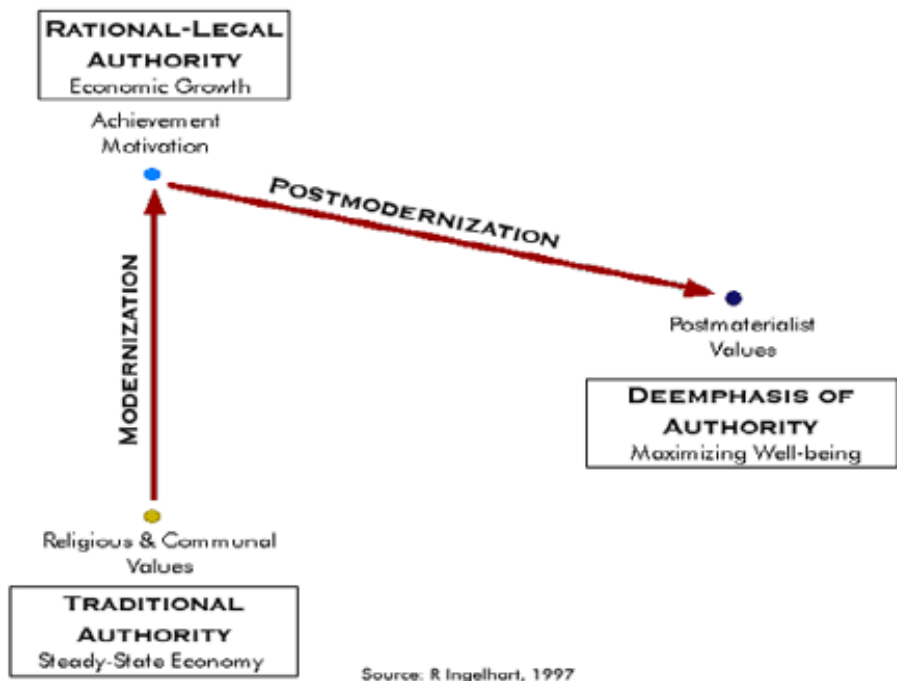 RATIONAL-LEGAL
AUTHORITY
Economic Growth
Achievement
Motivation
POSTMODERNIZATION
MODERNIZATION
Postmaterialist
Values
DEEMPHASIS OF
AUTHORITY
Maximizing Well-being
Religious & Communal
Values
TRADITIONAL
AUTHORITY
Steady-State Economy
Source: R Ingelhart, 1997